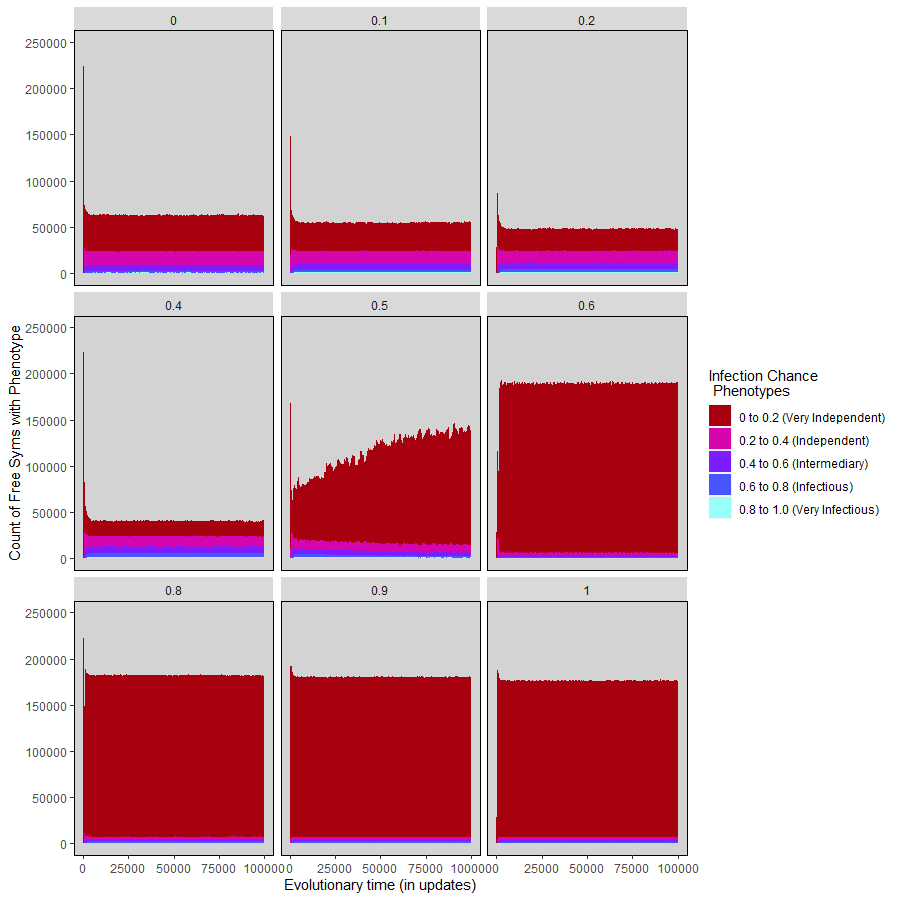 0
0.1
0.2
250000
200000
150000
100000
50000
0
0.4
0.5
0.6
250000
200000
150000
100000
50000
0
0.8
0.9
1
250000
200000
150000
100000
50000
0
0 25000 50000 75000 100000
0 25000 50000 75000 100000
0 25000 50000 75000 100000
Evolutionary time (in updates)
Count of Free Syms with Phenotype
Infection Chance
Phenotypes
0 to 0.2 (Very Independent)
0.2 to 0.4 (Independent)
0.4 to 0.6 (Intermediary)
0.6 to 0.8 (Infectious)
0.8 to 1.0 (Very Infectious)